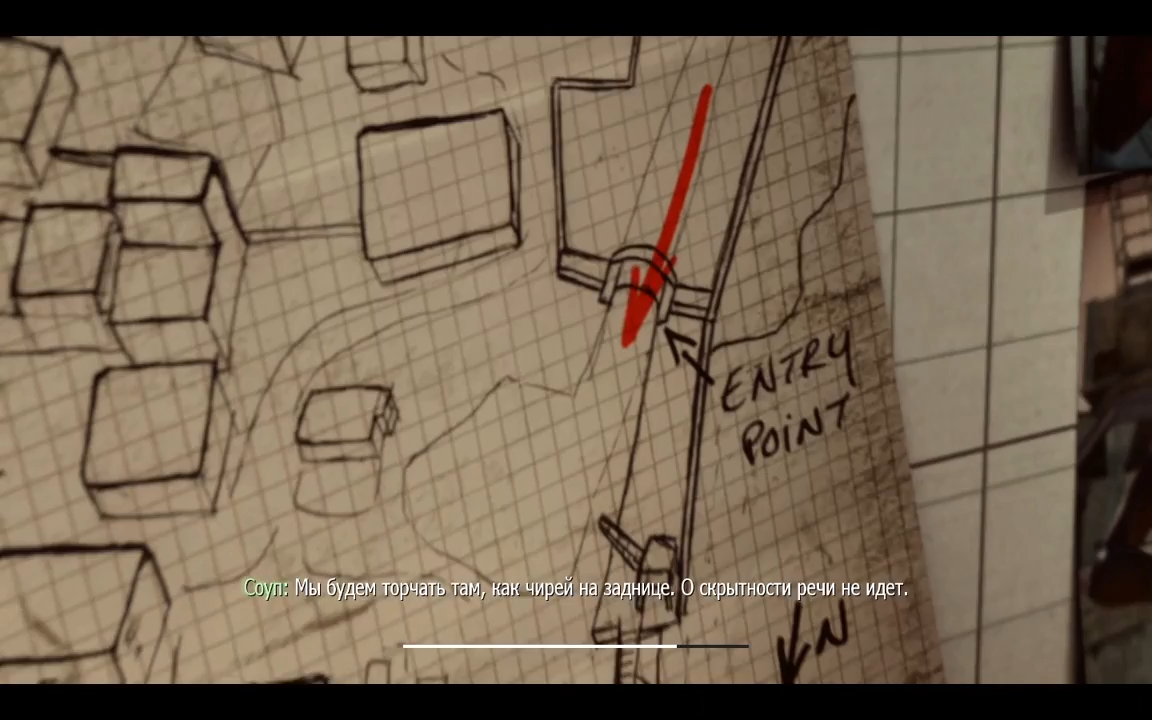 ENTRY
POINT
Соуп: Мы будем торчать там, как чирей на заднице. О скрытности речи не идет.
N